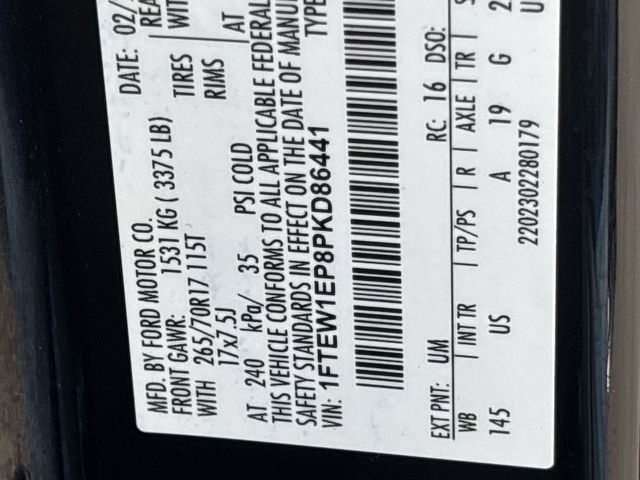 MFD. BY FORD MOTOR CO.
DATE: 02/
FRONT GAWR: 1531 KG ( 3375 LB)
WITH 265/70R17 115T TIRES
17x7.5J RIMS
AT 240 kPa/ 35 PSI COLD AT
THIS VEHICLE CONFORMS TO ALL APPLICABLE FEDERAL
SAFETY STANDARDS IN EFFECT ON THE DATE OF MANU
VIN: 1FTEW1EP8PKD86441 TYPE
EXT PNT: UM RC: 16 DSO:
WB INT TR TP/PS R AXLE TR
145 US A 19 G
2202302280179